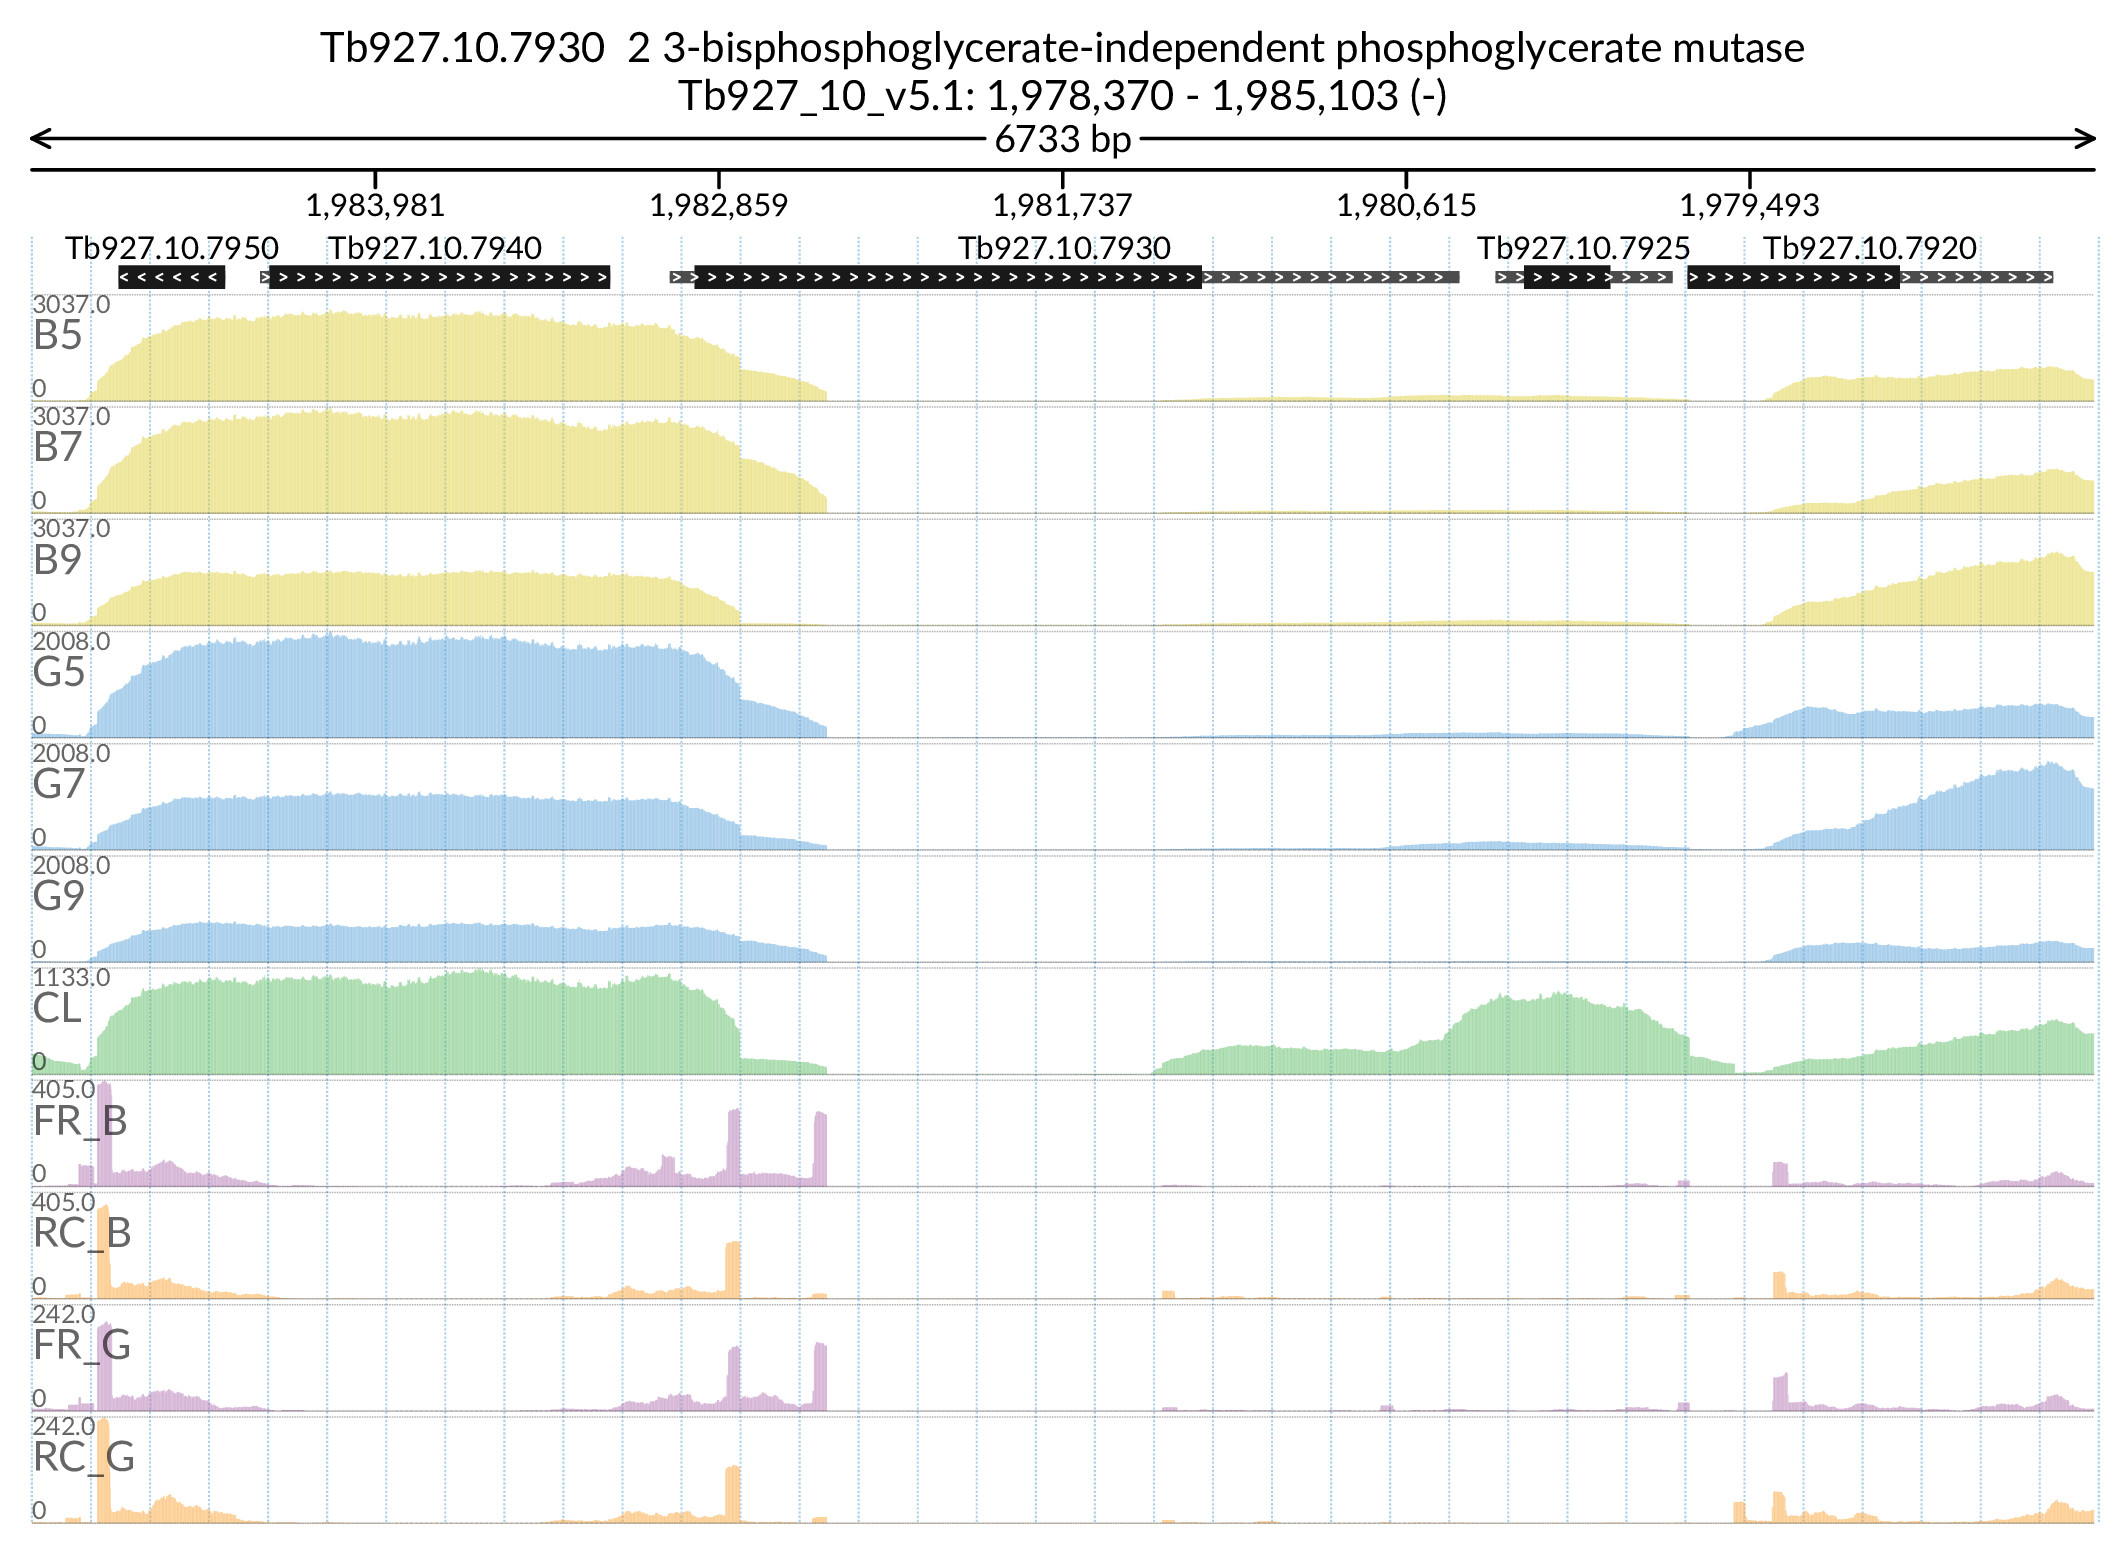 Tb927.10.7930  2 3-bisphosphoglycerate-independent phosphoglycerate mutase
Tb927_10_v5.1: 1,978,370 - 1,985,103 (-)
6733 bp
1,983,981 1,982,859 1,981,737 1,980,615 1,979,493
Tb927.10.7950 Tb927.10.7940 Tb927.10.7930 Tb927.10.7925 Tb927.10.7920
3037.0
B5
0
3037.0
B7
0
3037.0
B9
0
2008.0
G5
0
2008.0
G7
0
2008.0
G9
0
1133.0
CL
0
405.0
FR_B
0
405.0
RC_B
0
242.0
FR_G
0
242.0
RC_G
0